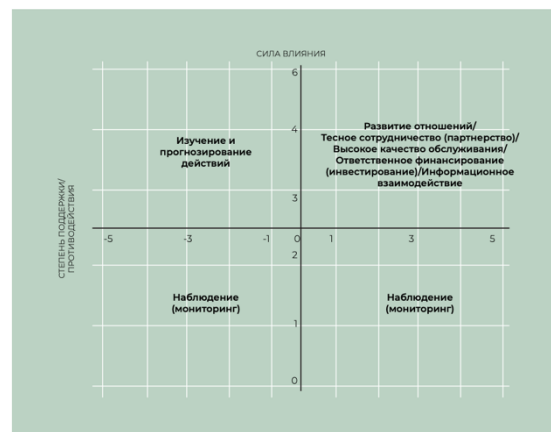 СИЛА ВЛИЯНИЯ
6
4
Развитие отношений/
Тесное сотрудничество (партнерство)/
Высокое качество обслуживания/
Ответственное финансирование
(инвестирование)/Информационное
взаимодействие
Изучение и
прогнозирование
действий
3
СТЕПЕНЬ ПОДДЕРЖКИ/
ПРОТИВОДЕЙСТВИЯ
-5 -3 -1 0 1 3 5
2
Наблюдение
(мониторинг)
Наблюдение
(мониторинг)
1
0